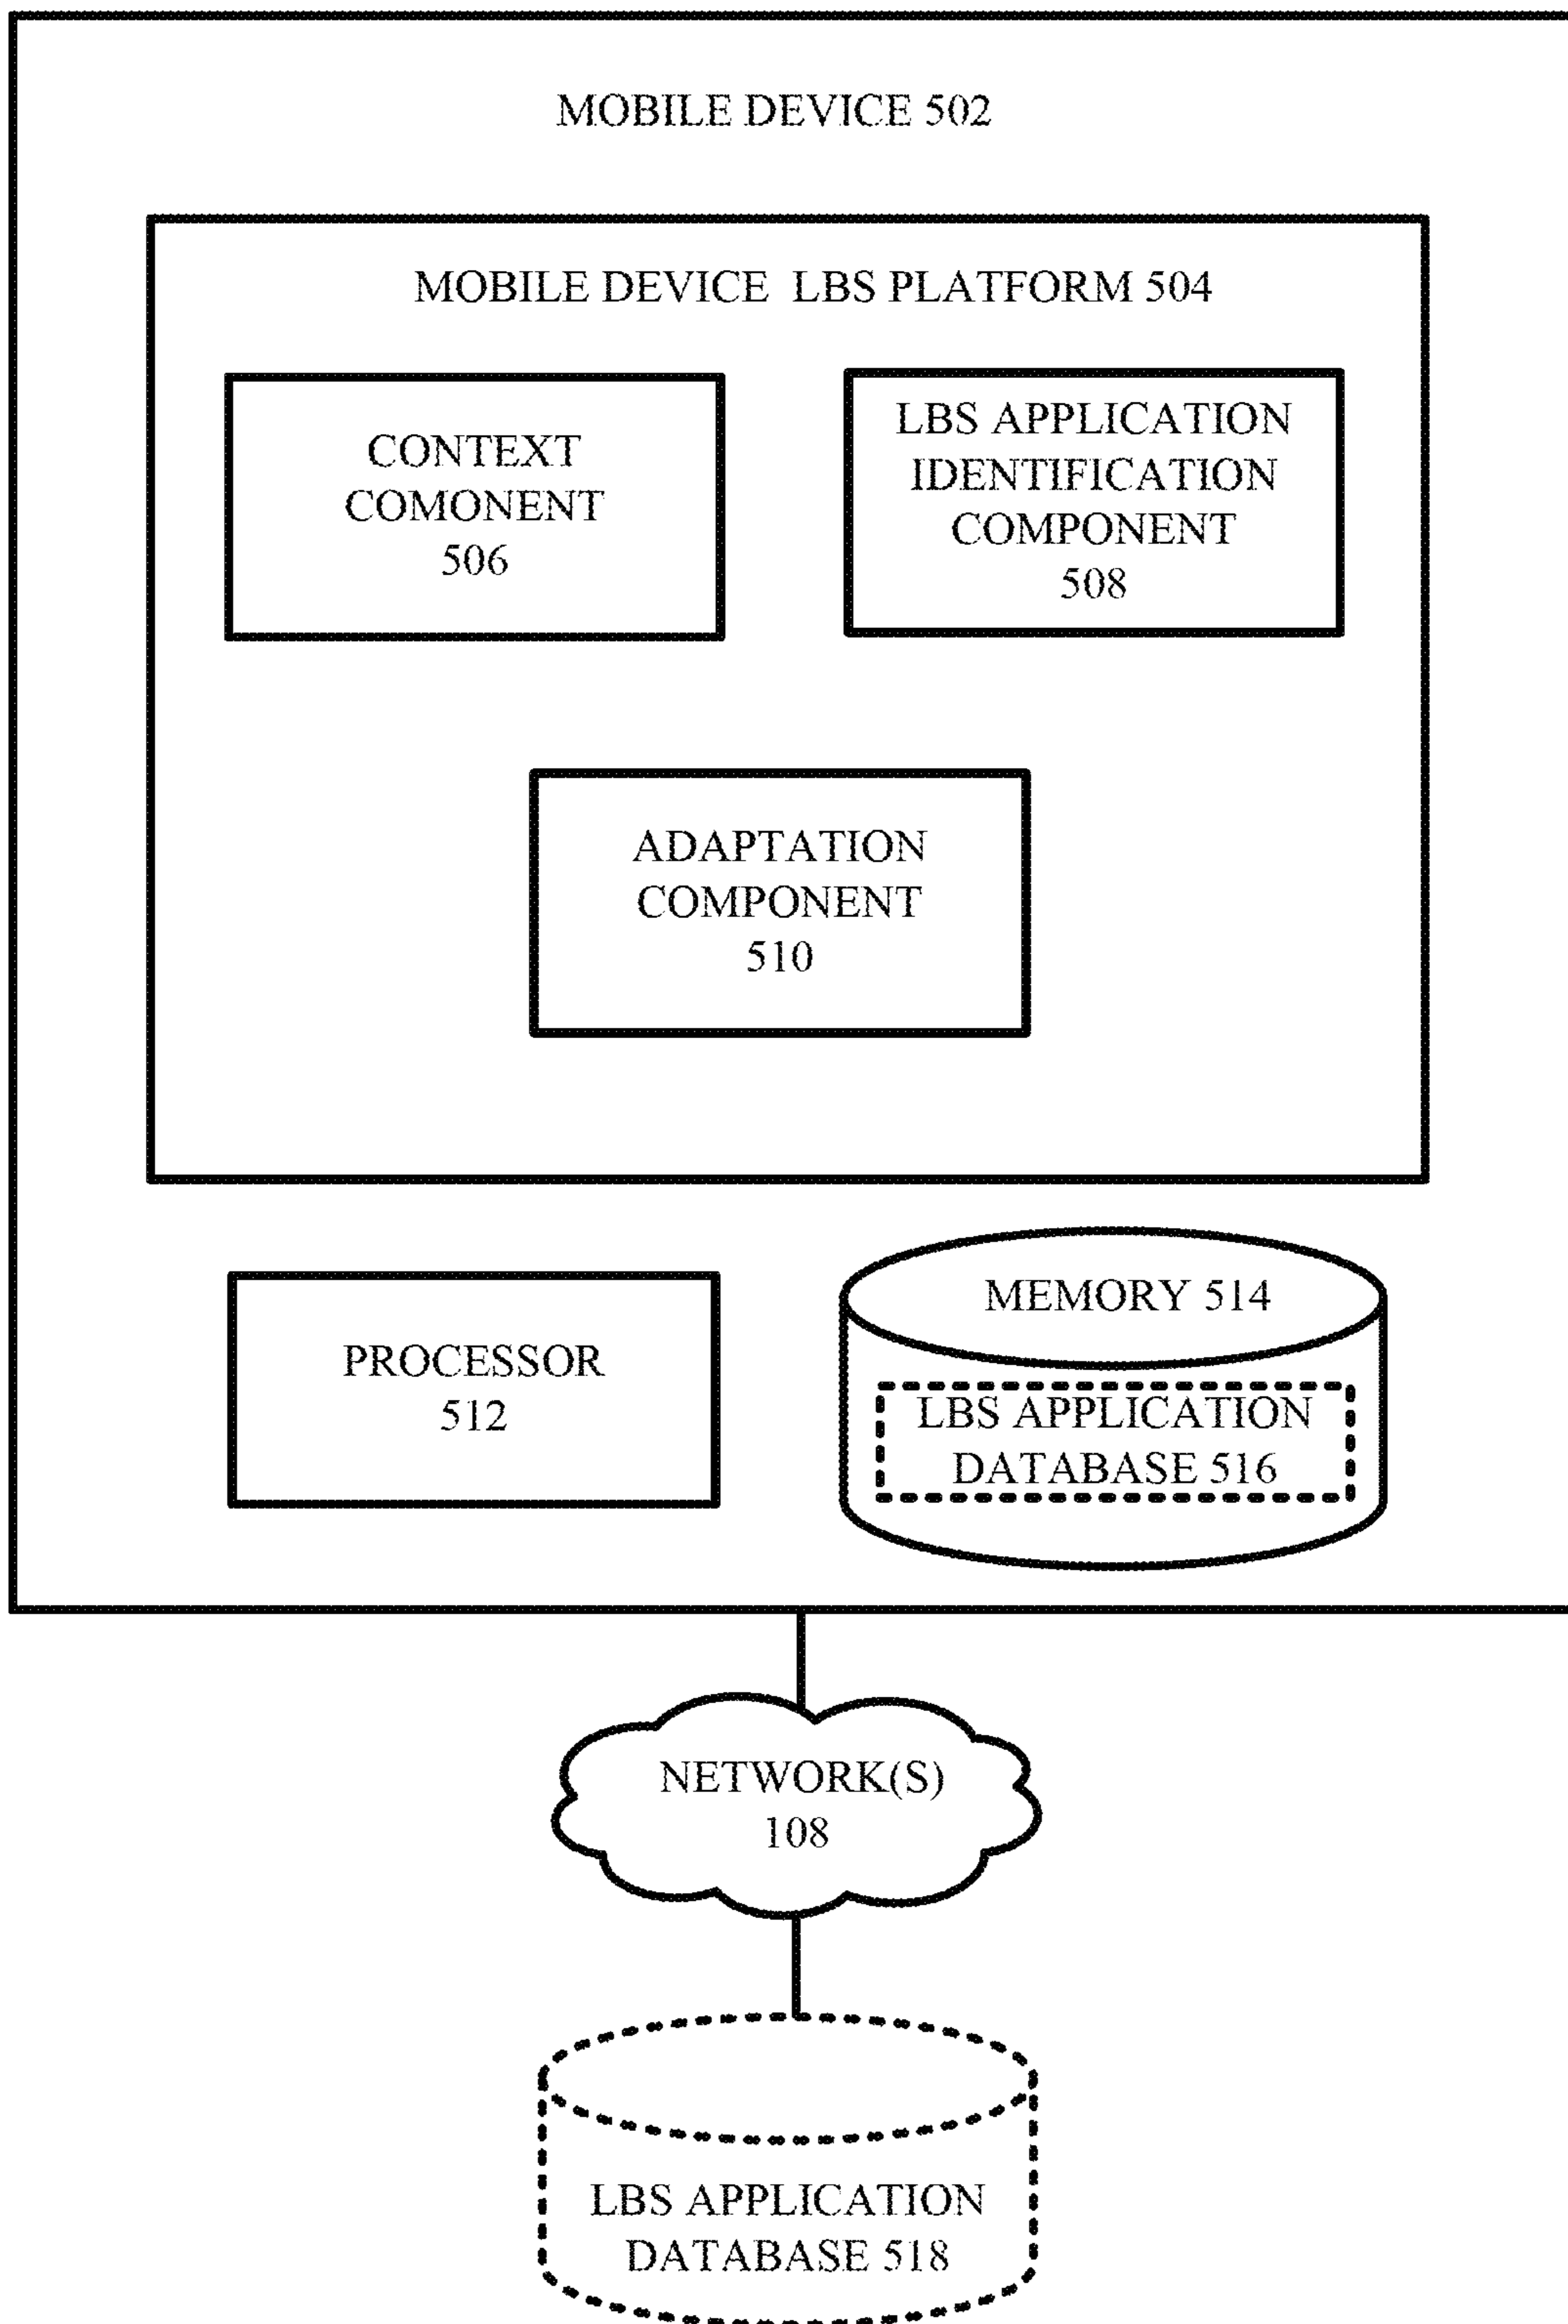 MOBILE DEVICE 502
MOBILE DEVICE LBS PLATFORM 504
CONTEXT
COMONENT
506
LBS APPLICATION
IDENTIFICATION
COMPONENT
508
ADAPTATION
COMPONENT
510
PROCESSOR
512
MEMORY 514
LBS APPLICATION
DATABASE 516
NETWORK(S)
108
LBS APPLICATION
DATABASE 518